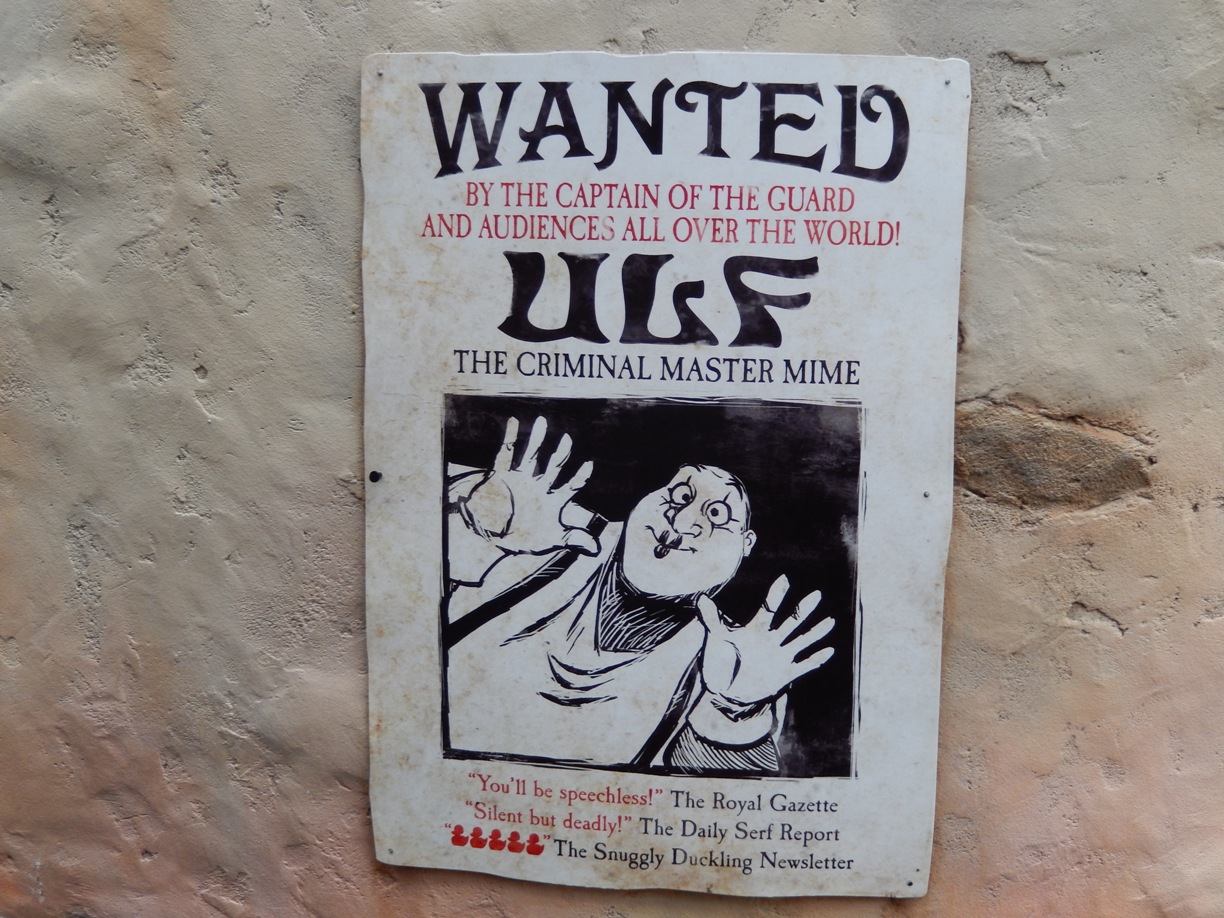 WANTED
BY THE CAPTAIN OF THE GUARD
AND AUDIENCES ALL OVER THE WORLD!
ULF
THE CRIMINAL MASTER MIME
“You’ll be speechless!” The Royal Gazette
“Silent but deadly!” The Daily Serf Report
“ ” The Snuggly Duckling Newsletter